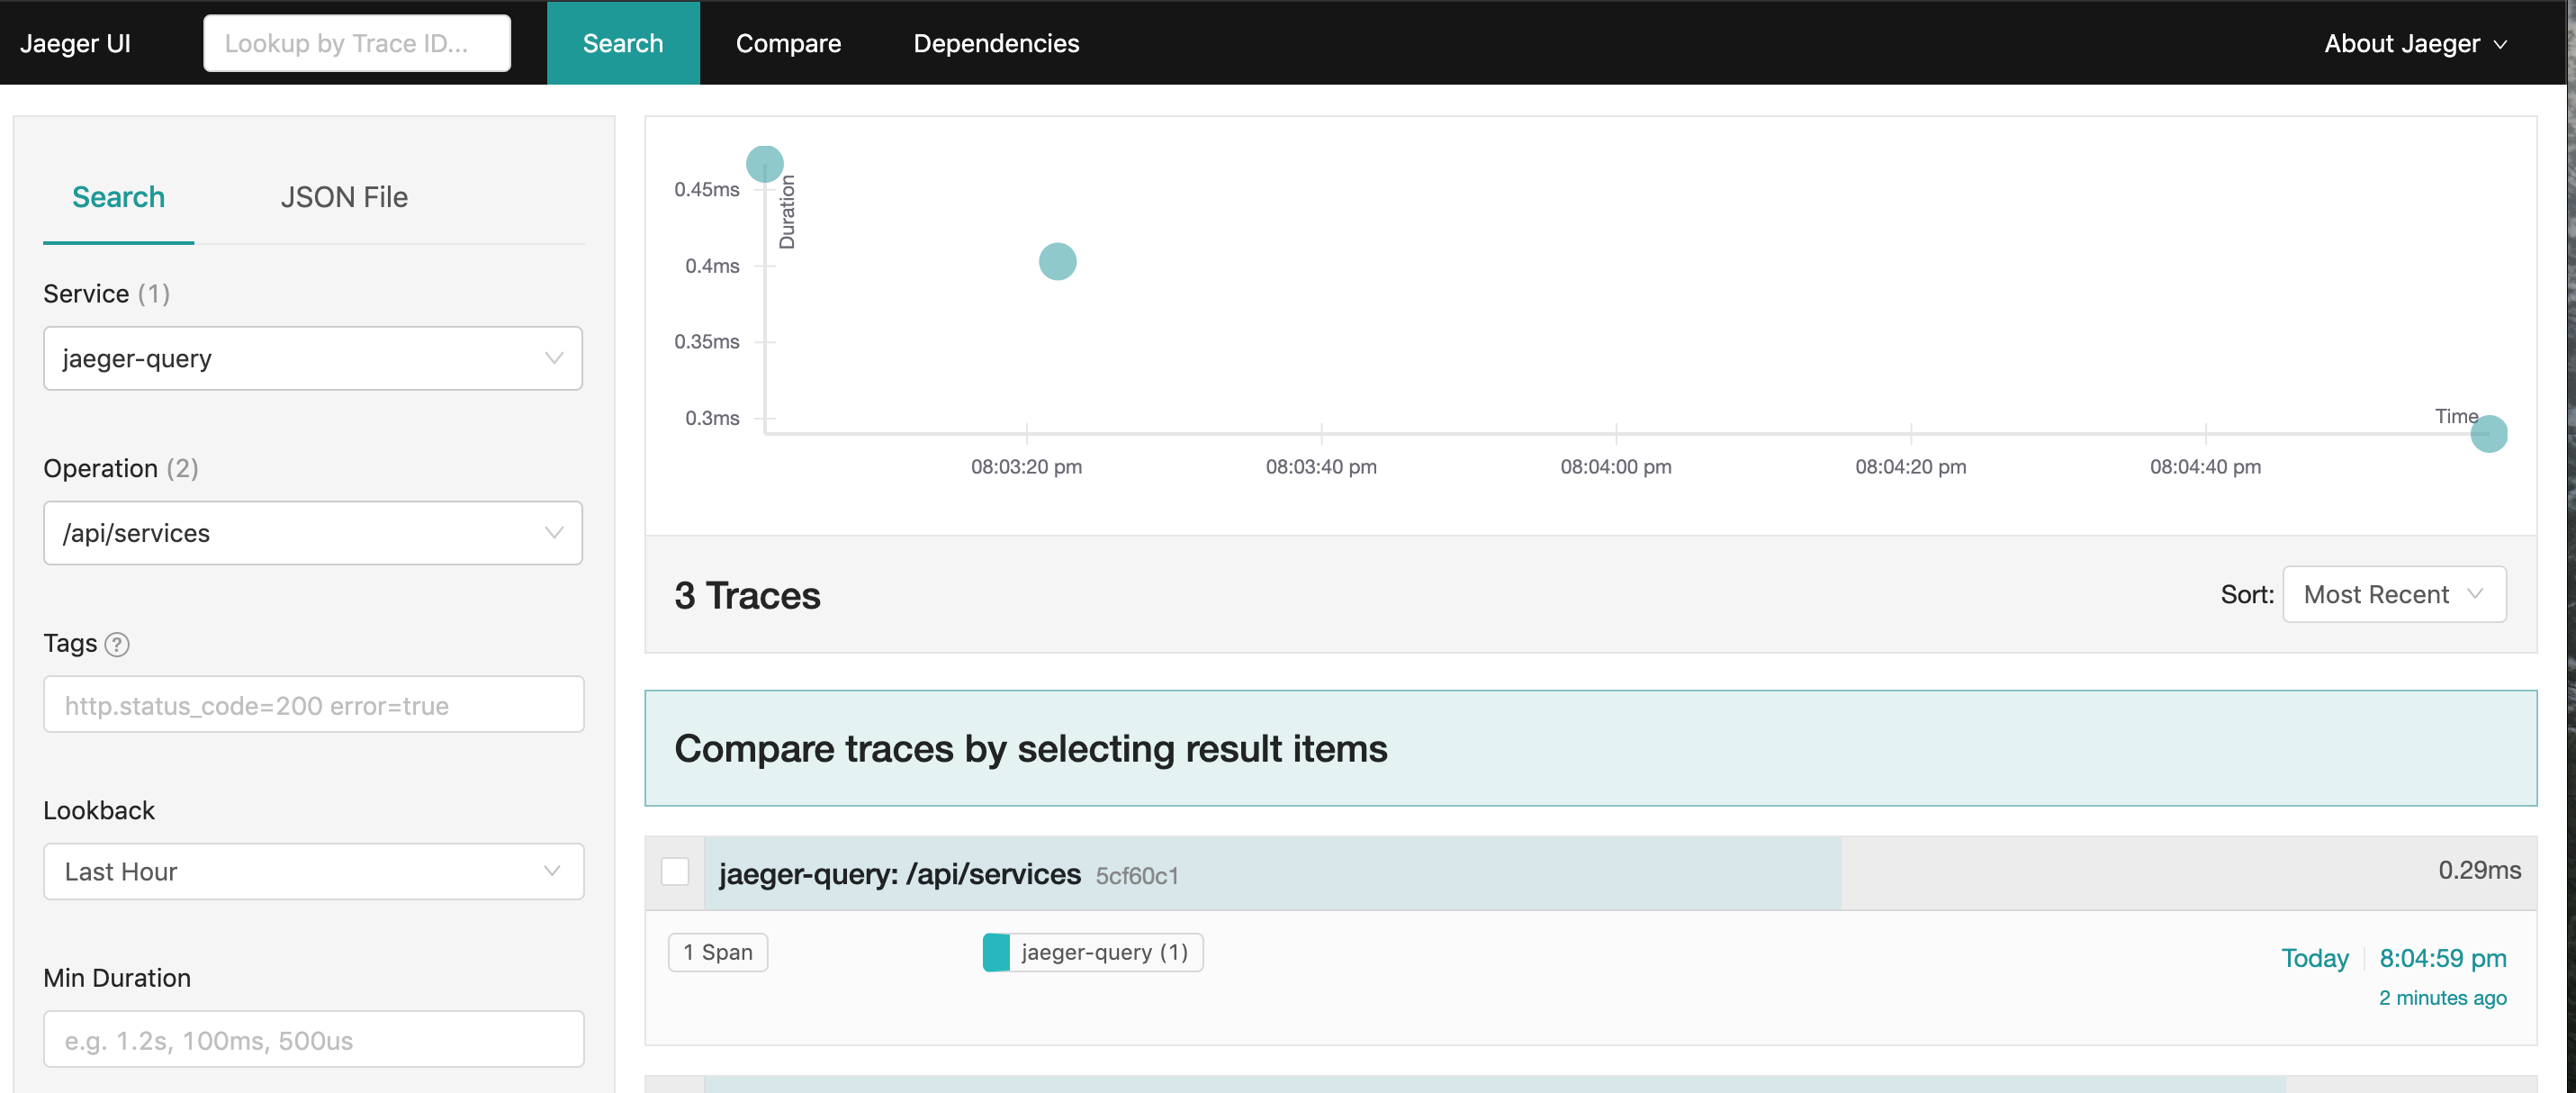 Jaeger UI
Lookup by Trace ID...
Search
Compare
Dependencies
About Jaeger
Search
JSON File
Service (1)
jaeger-query
Operation (2)
/api/services
Tags ?
http.status_code=200 error=true
Lookback
Last Hour
Min Duration
e.g. 1.2s, 100ms, 500us
0.45ms
0.4ms
0.35ms
0.3ms
Duration
Time
08:03:20 pm
08:03:40 pm
08:04:00 pm
08:04:20 pm
08:04:40 pm
3 Traces
Sort: Most Recent
Compare traces by selecting result items
jaeger-query: /api/services 5cf60c1
0.29ms
1 Span
jaeger-query (1)
Today 8:04:59 pm
2 minutes ago